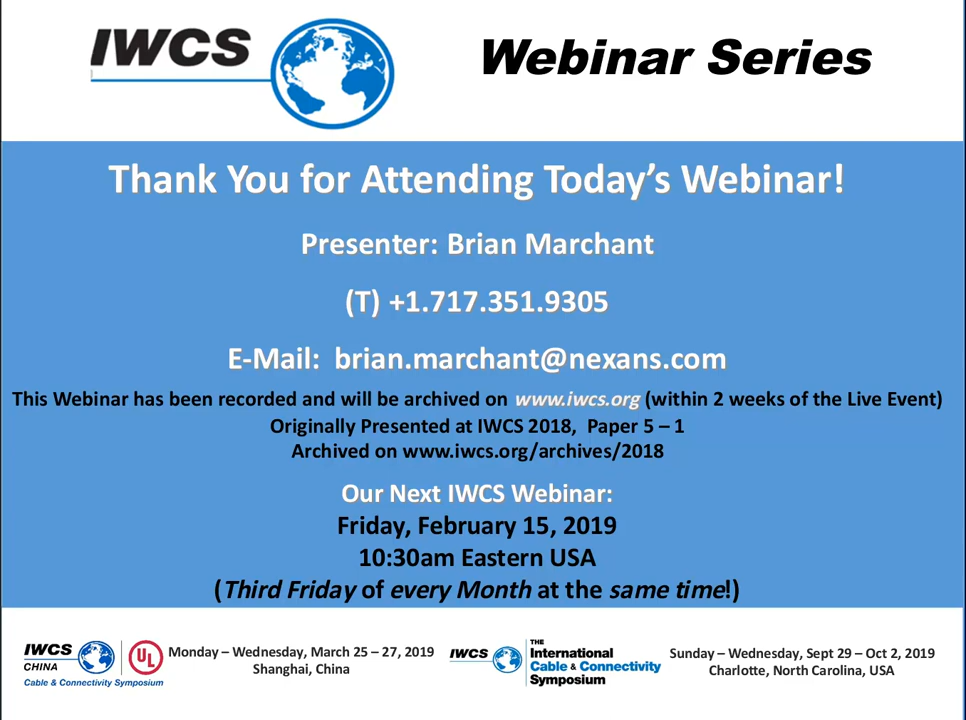 IWCS
Webinar Series
Thank You for Attending Today's Webinar!
Presenter: Brian Marchant
(T) +1.717.351.9305
E-Mail:  brian.marchant@nexans.com
This Webinar has been recorded and will be archived on www.iwcs.org (within 2 weeks of the Live Event)
Originally Presented at IWCS 2018,  Paper 5 – 1
Archived on www.iwcs.org/archives/2018
Our Next IWCS Webinar:
Friday, February 15, 2019
10:30am Eastern USA
(Third Friday of every Month at the same time!)
IWCS
CHINA
UL
Cable & Connectivity Symposium
Monday – Wednesday, March 25 – 27, 2019
Shanghai, China
IWCS
THE
International
Cable & Connectivity
Symposium
Sunday – Wednesday, Sept 29 – Oct 2, 2019
Charlotte, North Carolina, USA